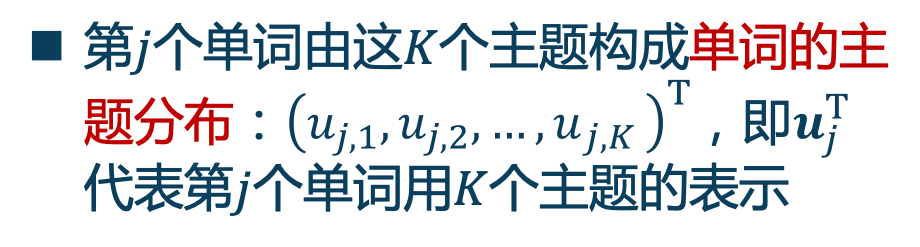 ■ 第j个单词由这K个主题构成单词的主
题分布：(u_{j,1}, u_{j,2}, …, u_{j,K})^T，即u_j^T
代表第j个单词用K个主题的表示